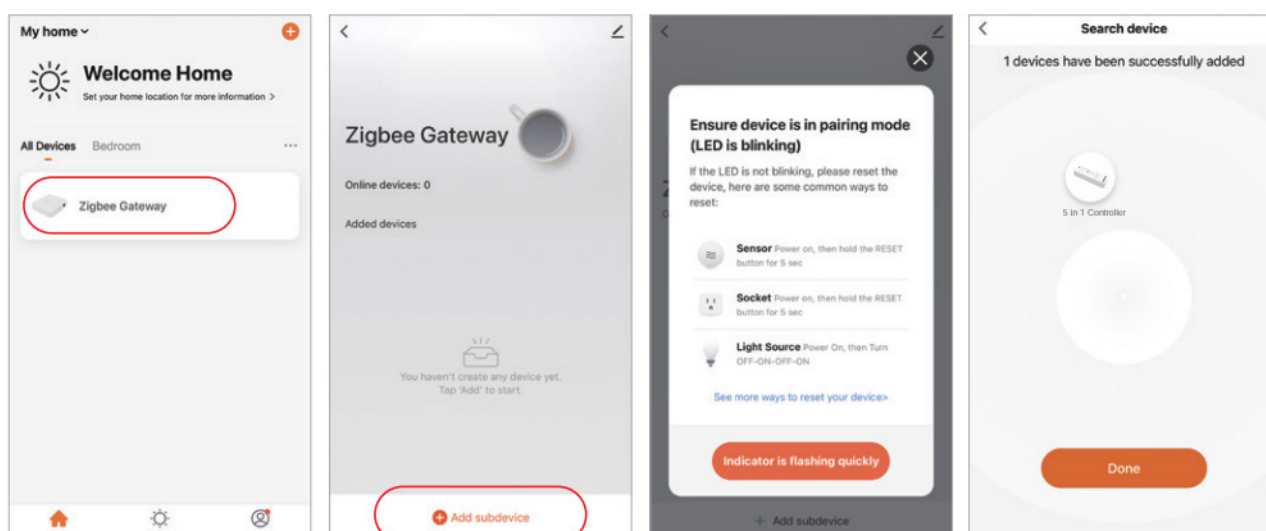 My home
Welcome Home
Set your home location for more information >
All Devices Bedroom ...
Zigbee Gateway
Zigbee Gateway
Online devices: 0
Added devices
You haven't create any device yet.
Tap 'Add' to start.
Add subdevice
Ensure device is in pairing mode
(LED is blinking)
If the LED is not blinking, please reset the
device, here are some common ways to
reset:
Sensor Power on, then hold the RESET
button for 5 sec
Socket Power on, then hold the RESET
button for 5 sec
Light Source Power On, then Turn
OFF-ON-OFF-ON
See more ways to reset your device>
Indicator is flashing quickly
+ Add subdevice
Search device
1 devices have been successfully added
5 in 1 Controller
Done